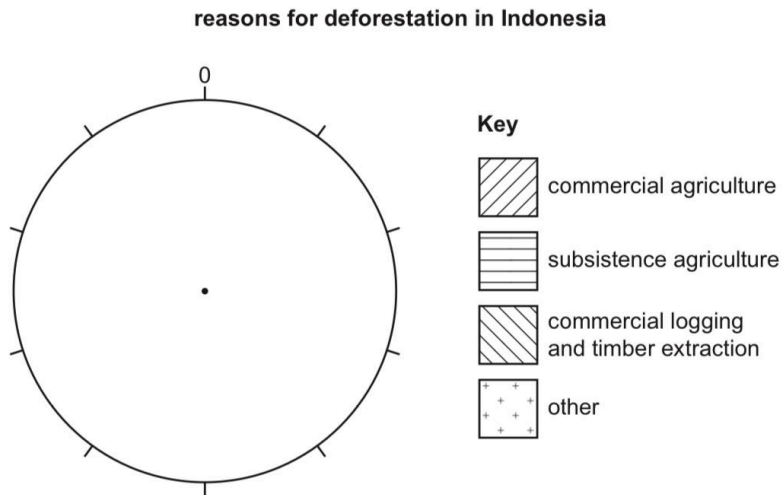 reasons for deforestation in Indonesia
0
Key
commercial agriculture
subsistence agriculture
commercial logging
and timber extraction
other